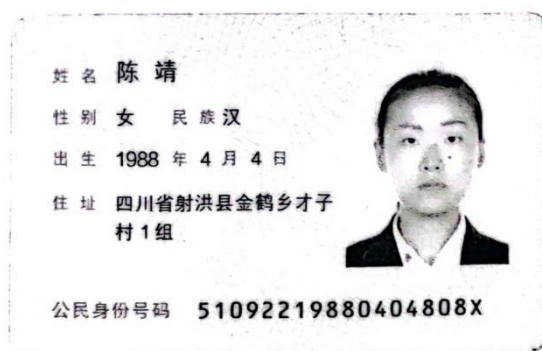 姓名 陈靖
性别 女 民族 汉
出生 1988 年 4 月 4 日
住址 四川省射洪县金鹤乡才子
村1组
公民身份号码 51092219880404808X